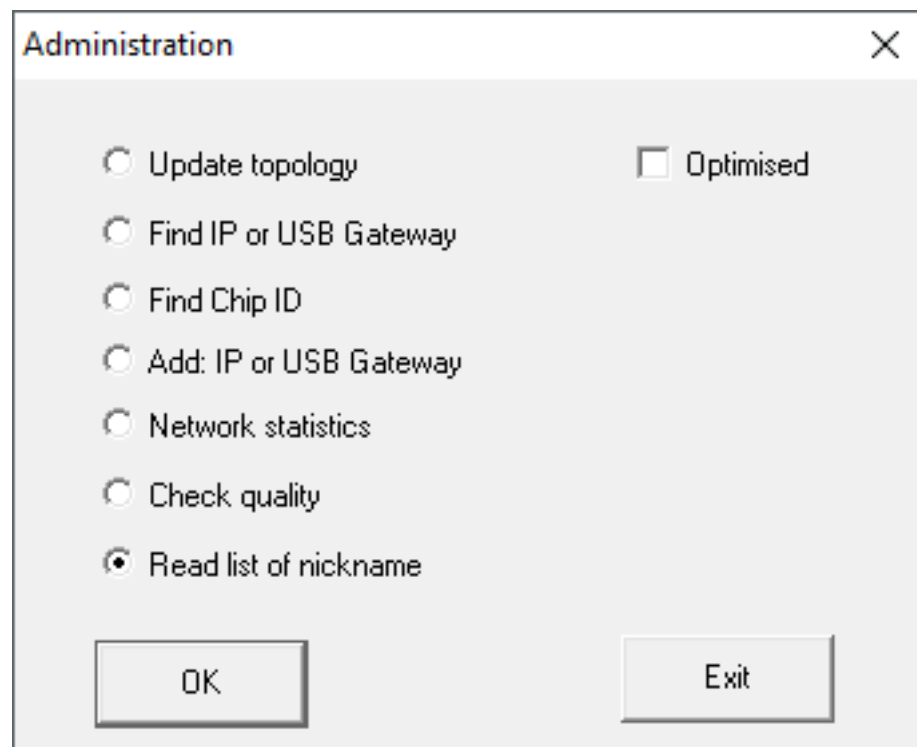 Administration
Update topology
Optimised
Find IP or USB Gateway
Find Chip ID
Add: IP or USB Gateway
Network statistics
Check quality
Read list of nickname
OK
Exit